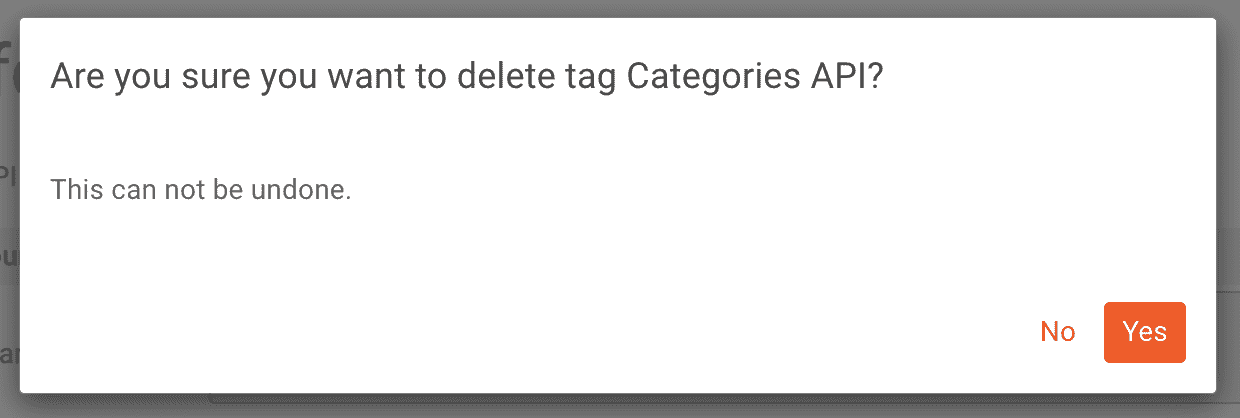 Are you sure you want to delete tag Categories API?
This can not be undone.
No Yes